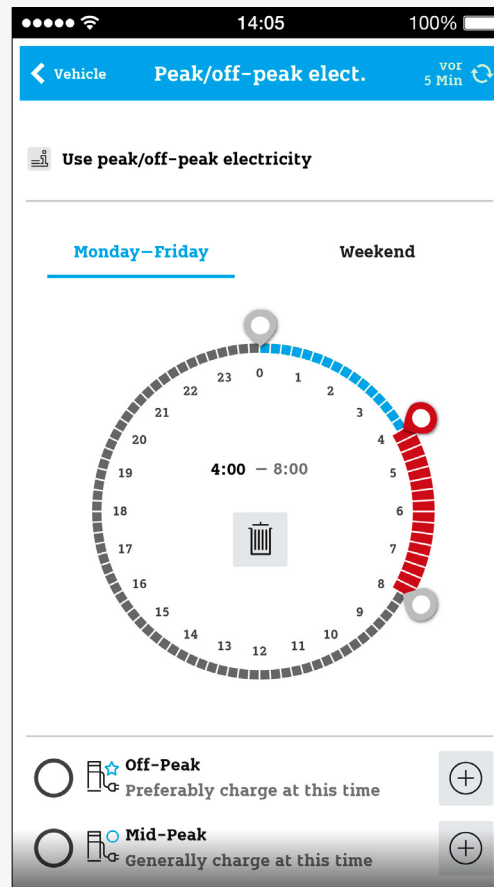 14:05
100%
Vehicle
Peak/off-peak elect.
vor
5 Min
Use peak/off-peak electricity
Monday—Friday
Weekend
0
1
2
3
4
5
6
7
8
9
10
11
12
13
14
15
16
17
18
19
20
21
22
23
4:00 — 8:00
Off-Peak
Preferably charge at this time
Mid-Peak
Generally charge at this time